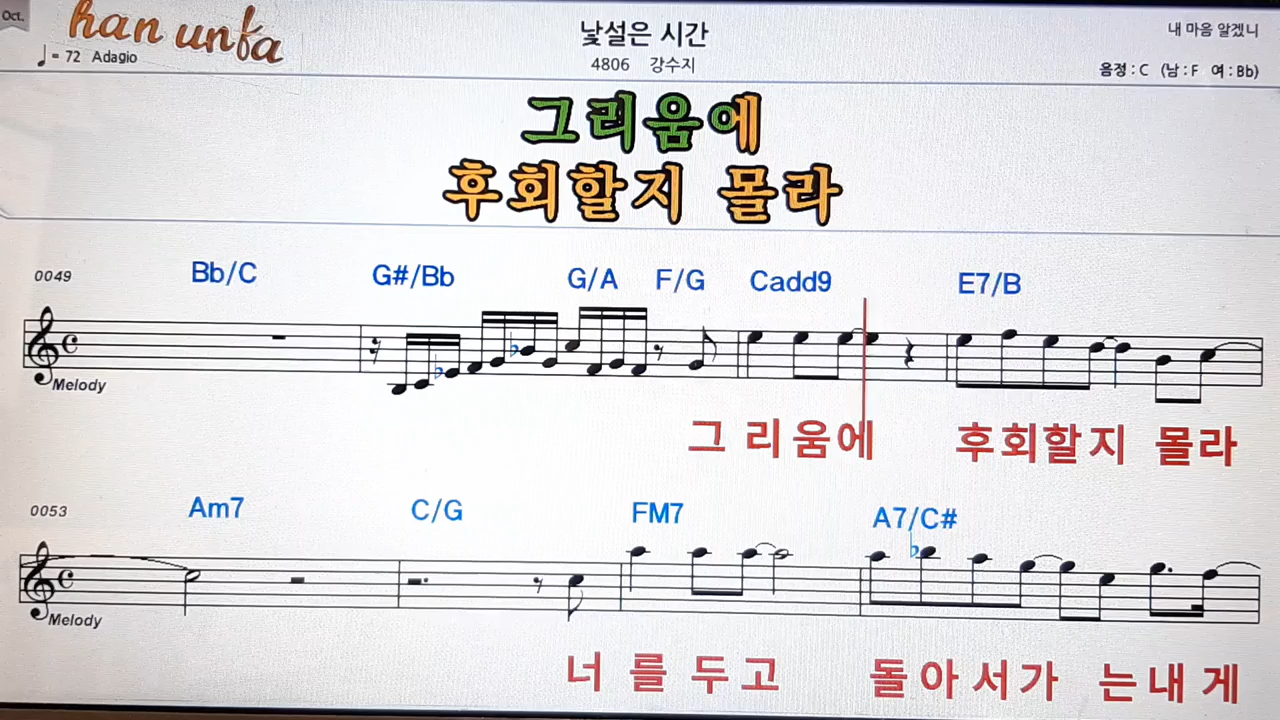 Oct.
han unfa
♩= 72 Adagio
낯설은 시간
4806 강수지
내 마음 알겠니
음정 : C (남 : F 여 : Bb)
그리움에
후회할지 몰라
0049 Bb/C G#/Bb G/A F/G Cadd9 E7/B
Melody
그 리 움에 후회할지 몰라
0053 Am7 C/G FM7 A7/C#
Melody
너 를 두고 돌아서가 는내 게